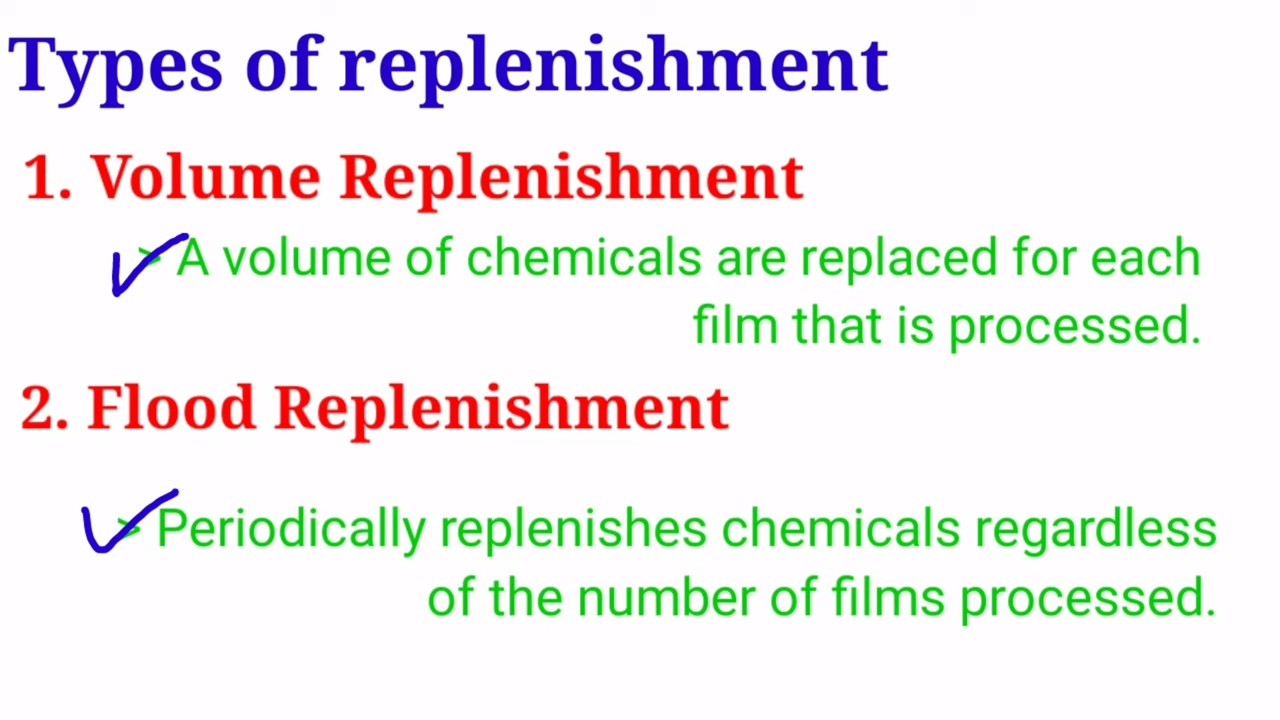 Types of replenishment
1. Volume Replenishment
> A volume of chemicals are replaced for each
film that is processed.
2. Flood Replenishment
> Periodically replenishes chemicals regardless
of the number of films processed.